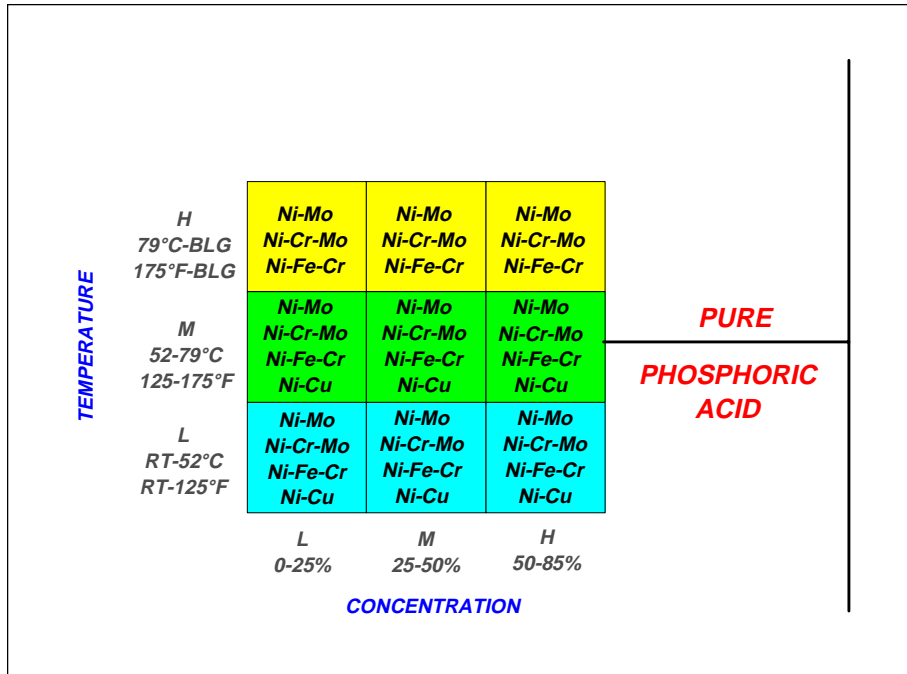 H
79°C-BLG
175°F-BLG
Ni-Mo
Ni-Cr-Mo
Ni-Fe-Cr
Ni-Mo
Ni-Cr-Mo
Ni-Fe-Cr
Ni-Mo
Ni-Cr-Mo
Ni-Fe-Cr
TEMPERATURE
M
52-79°C
125-175°F
Ni-Mo
Ni-Cr-Mo
Ni-Fe-Cr
Ni-Cu
Ni-Mo
Ni-Cr-Mo
Ni-Fe-Cr
Ni-Cu
Ni-Mo
Ni-Cr-Mo
Ni-Fe-Cr
Ni-Cu
PURE
PHOSPHORIC
ACID
L
RT-52°C
RT-125°F
Ni-Mo
Ni-Cr-Mo
Ni-Fe-Cr
Ni-Cu
Ni-Mo
Ni-Cr-Mo
Ni-Fe-Cr
Ni-Cu
Ni-Mo
Ni-Cr-Mo
Ni-Fe-Cr
Ni-Cu
L
0-25%
M
25-50%
H
50-85%
CONCENTRATION